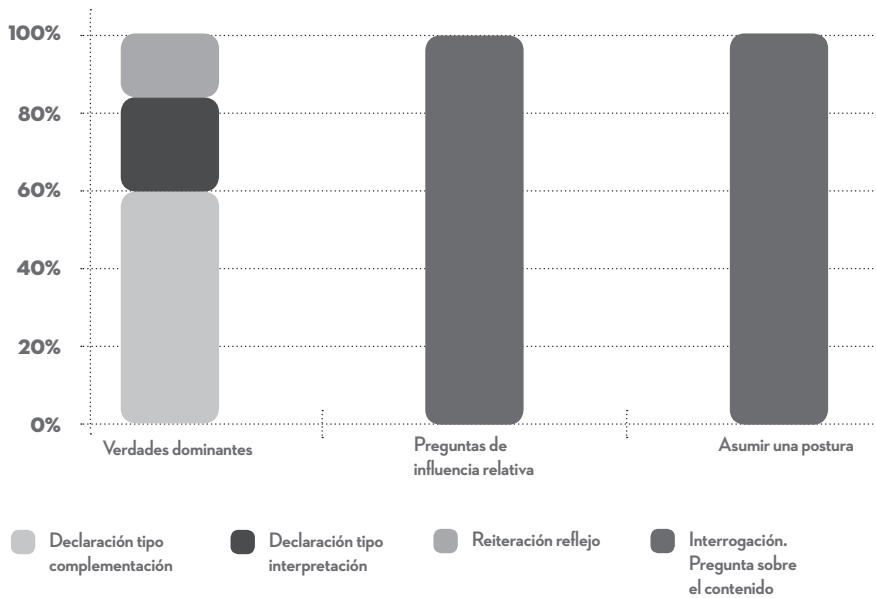 100%
80%
60%
40%
20%
0%
Verdades dominantes
Preguntas de
influencia relativa
Asumir una postura
Declaración tipo
complementación
Declaración tipo
interpretación
Reiteración reflejo
Interrogación.
Pregunta sobre
el contenido